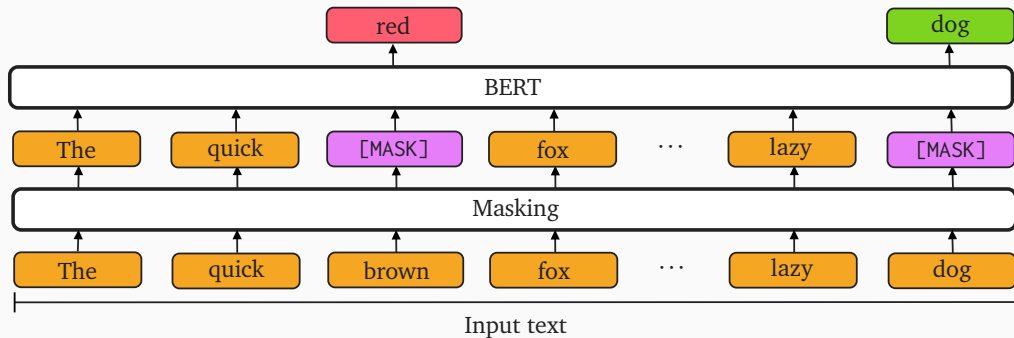 red dog
BERT
The quick [MASK] fox ... lazy [MASK]
Masking
The quick brown fox ... lazy dog
Input text